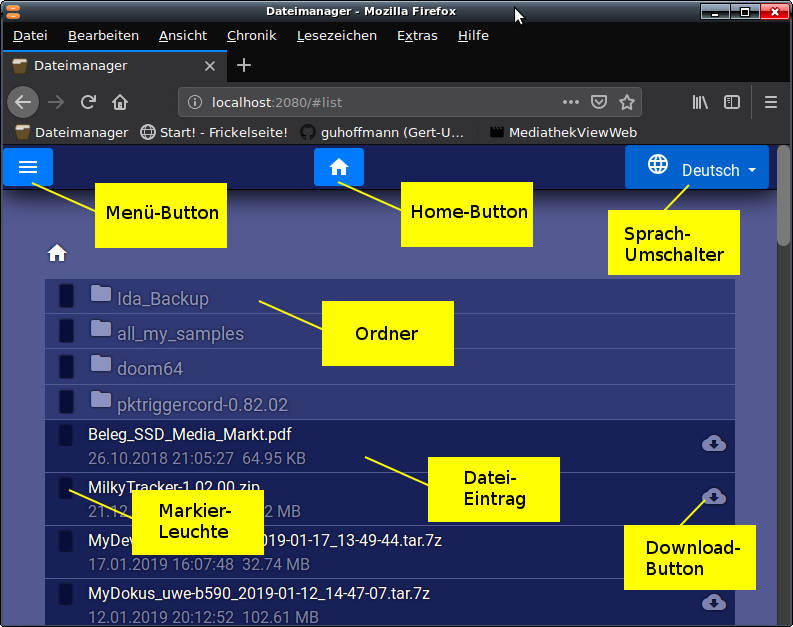 Dateimanager - Mozilla Firefox
Datei Bearbeiten Ansicht Chronik Lesezeichen Extras Hilfe
Dateimanager
localhost:2080/#list
Dateimanager Start! - Frickelseite! guhoffmann (Gert-U... MediathekViewWeb
Deutsch
Menü-Button
Home-Button
Sprach-
Umschalter
Ida_Backup
Ordner
all_my_samples
doom64
pktriggercord-0.82.02
Beleg_SSD_Media_Markt.pdf
26.10.2018 21:05:27 64.95 KB
Datei-
Eintrag
MilkyTracker-1.02.00.zip
21.12 2 MB
Markier-
Leuchte
MyDev 2019-01-17_13-49-44.tar.7z
17.01.2019 16:07:48 32.74 MB
Download-
Button
MyDokus_uwe-b590_2019-01-12_14-47-07.tar.7z
12.01.2019 20:12:52 102.61 MB